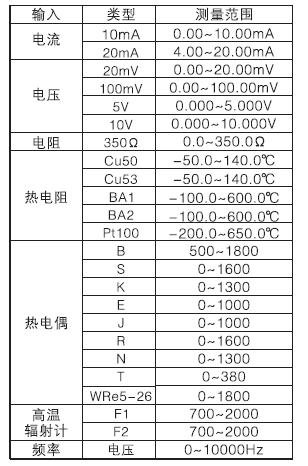 输入 类型 测量范围
电流 10mA 0.00~10.00mA
20mA 4.00~20.00mA
电压 20mV 0.00~20.00mV
100mV 0.00~100.00mV
5V 0.000~5.000V
10V 0.000~10.000V
电阻 350Ω 0.0~350.0Ω
热电阻 Cu50 -50.0~140.0℃
Cu53 -50.0~140.0℃
BA1 -100.0~600.0℃
BA2 -100.0~600.0℃
Pt100 -200.0~650.0℃
热电偶 B 500~1800
S 0~1600
K 0~1300
E 0~1000
J 0~1000
R 0~1600
N 0~1300
T 0~380
WRe5-26 0~1800
高温 F1 700~2000
辐射计 F2 700~2000
频率 电压 0~10000Hz